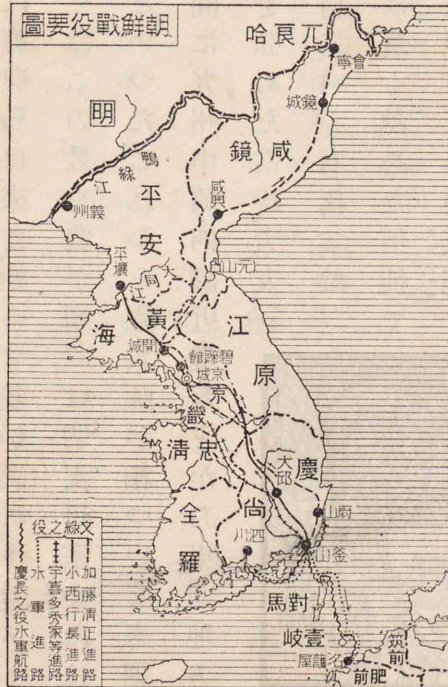 朝鮮戰役要圖
兀良哈
會寧
鏡城
明
咸鏡
鴨綠江
義州
平安
咸興
平壤
大同江
(元山)
黃海
江原
開城
碧蹄館
京城
京畿
忠淸
慶尙
大邱
蔚山
全羅
泗川
釜山
對馬
壹岐
名護屋
筑前
肥前
文綠之役
加藤淸正進路
小西行長進路
宇喜多秀家等進路
水軍進路
慶長之役水軍航路